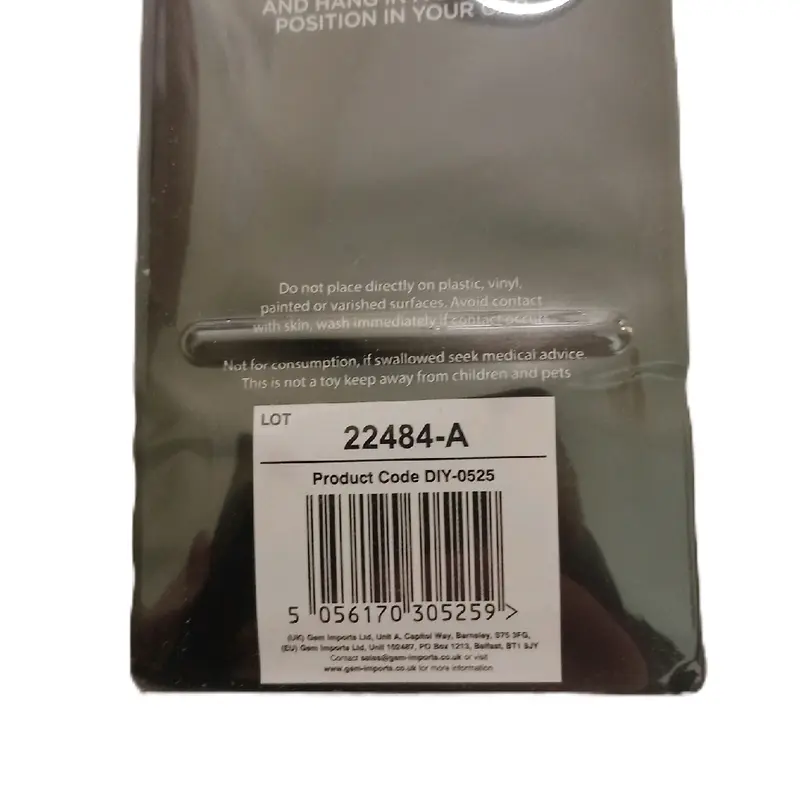 AND HANG IN
POSITION IN YOUR
Do not place directly on plastic, vinyl,
painted or varished surfaces. Avoid contact
with skin, wash immediately if contact occurs
Not for consumption, if swallowed seek medical advice
This is not a toy keep away from children and pets
LOT
22484-A
Product Code DIY-0525
5 056170 305259 >
(UK) Gem Imports Ltd, Unit A, Capitol Way, Barnsley, S75 3FG,
(EU) Gem Imports Ltd, Unit 102487, PO Box 1213, Belfast, BT1 9JY
Contact sales@gem-imports.co.uk or visit
www.gem-imports.co.uk for more information